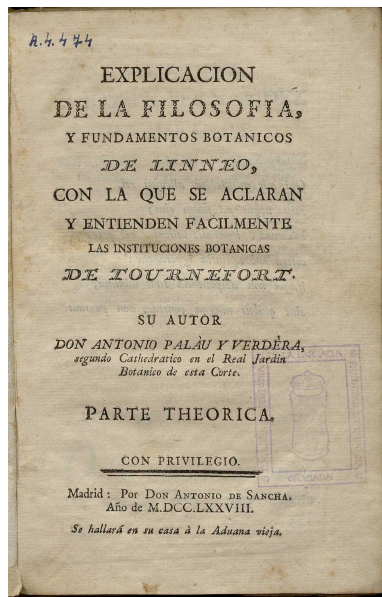 R.4.474
EXPLICACION
DE LA FILOSOFIA,
Y FUNDAMENTOS BOTANICOS
DE LINNEO,
CON LA QUE SE ACLARAN
Y ENTIENDEN FACILMENTE
LAS INSTITUCIONES BOTANICAS
DE TOURNEFORT.
SU AUTOR
DON ANTONIO PALÀU Y VERDÈRA,
segundo Cathedratico en el Real Jardin
Botanico de esta Corte.
PARTE THEORICA.
CON PRIVILEGIO.
Madrid: Por DON ANTONIO DE SANCHA.
Año de M.DCC.LXXVIII.
Se hallará en su casa à la Aduana vieja.
GRANADA